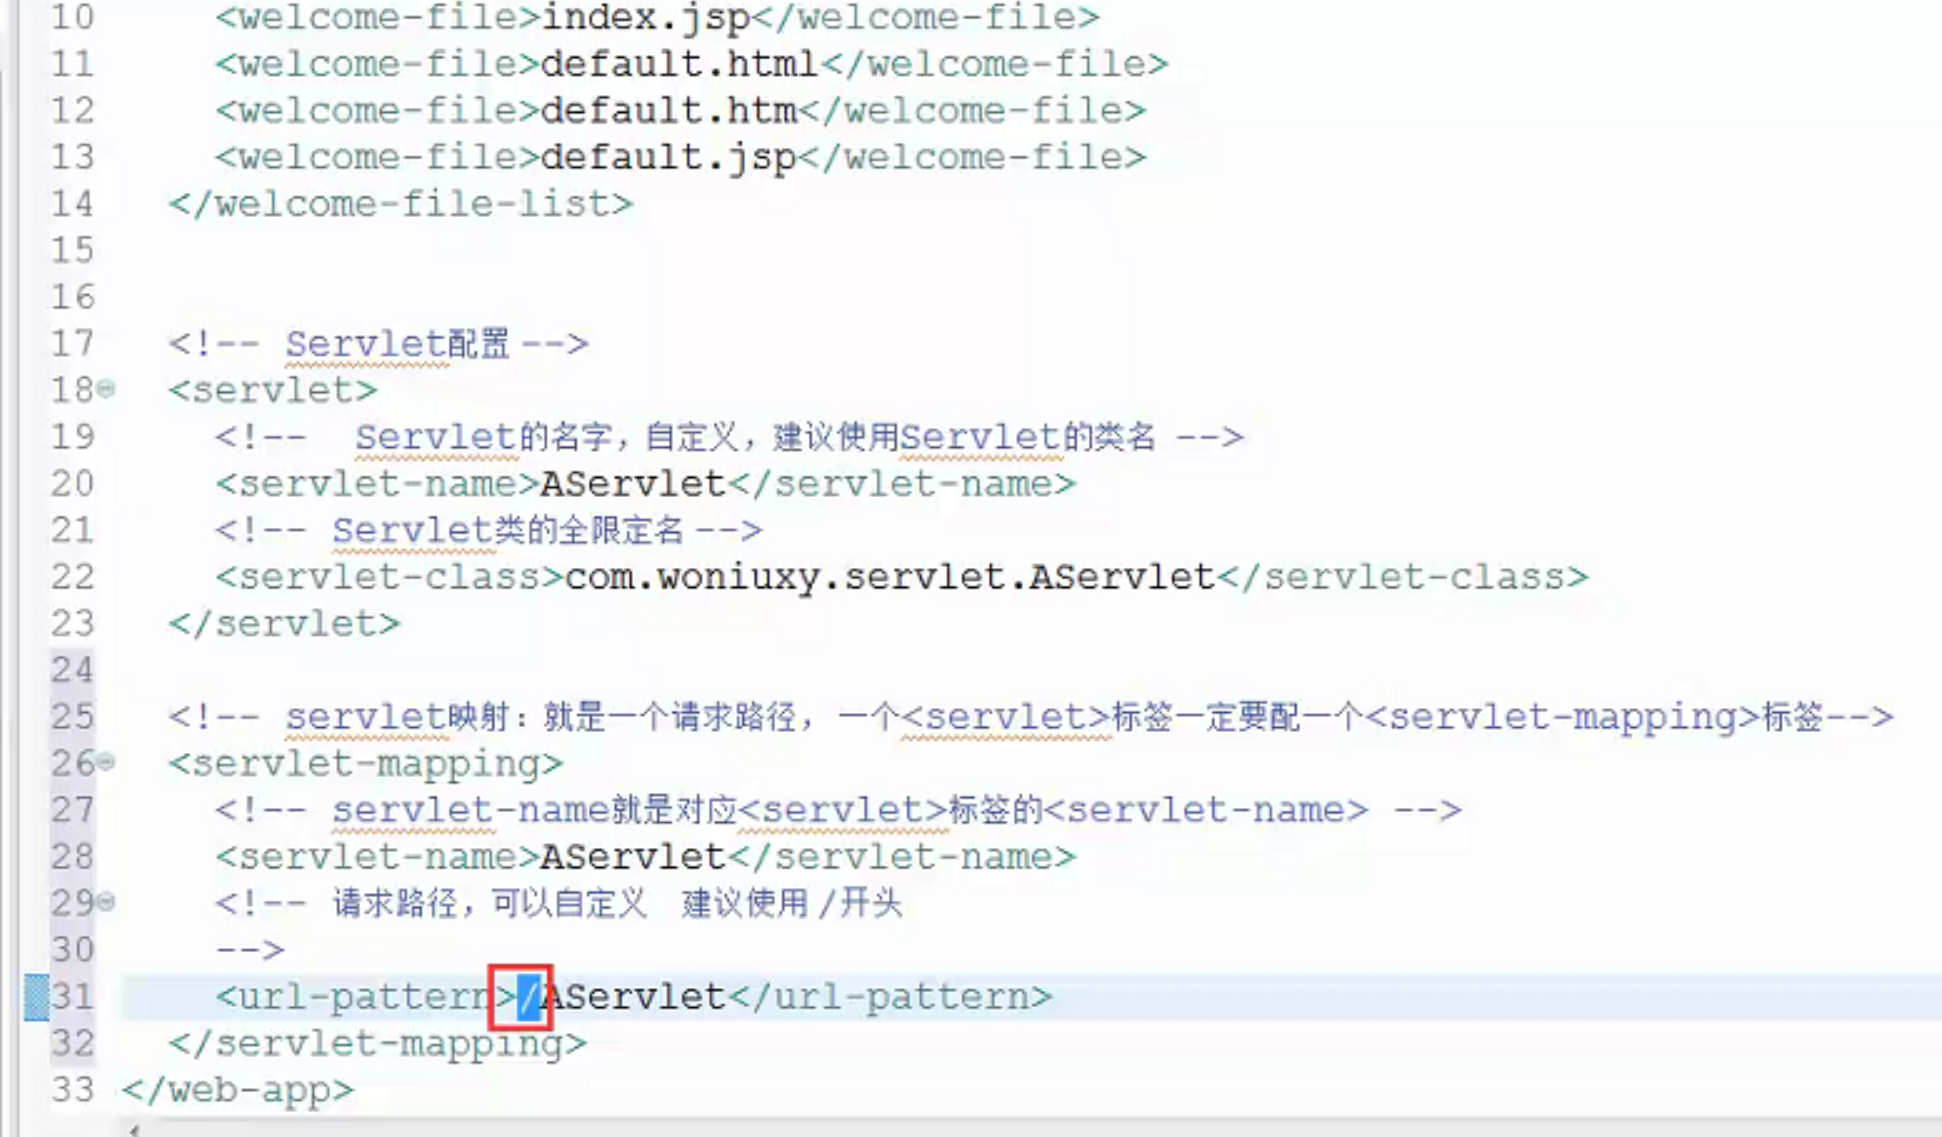 10 <welcome-file>index.jsp</welcome-file>
11 <welcome-file>default.html</welcome-file>
12 <welcome-file>default.htm</welcome-file>
13 <welcome-file>default.jsp</welcome-file>
14 </welcome-file-list>
15
16
17 <!-- Servlet配置 -->
18 <servlet>
19 <!-- Servlet的名字，自定义，建议使用Servlet的类名 -->
20 <servlet-name>AServlet</servlet-name>
21 <!-- Servlet类的全限定名 -->
22 <servlet-class>com.woniuxy.servlet.AServlet</servlet-class>
23 </servlet>
24
25 <!-- servlet映射：就是一个请求路径， 一个<servlet>标签一定要配一个<servlet-mapping>标签-->
26 <servlet-mapping>
27 <!-- servlet-name就是对应<servlet>标签的<servlet-name> -->
28 <servlet-name>AServlet</servlet-name>
29 <!-- 请求路径，可以自定义 建议使用 /开头
30 -->
31 <url-pattern>/AServlet</url-pattern>
32 </servlet-mapping>
33 </web-app>